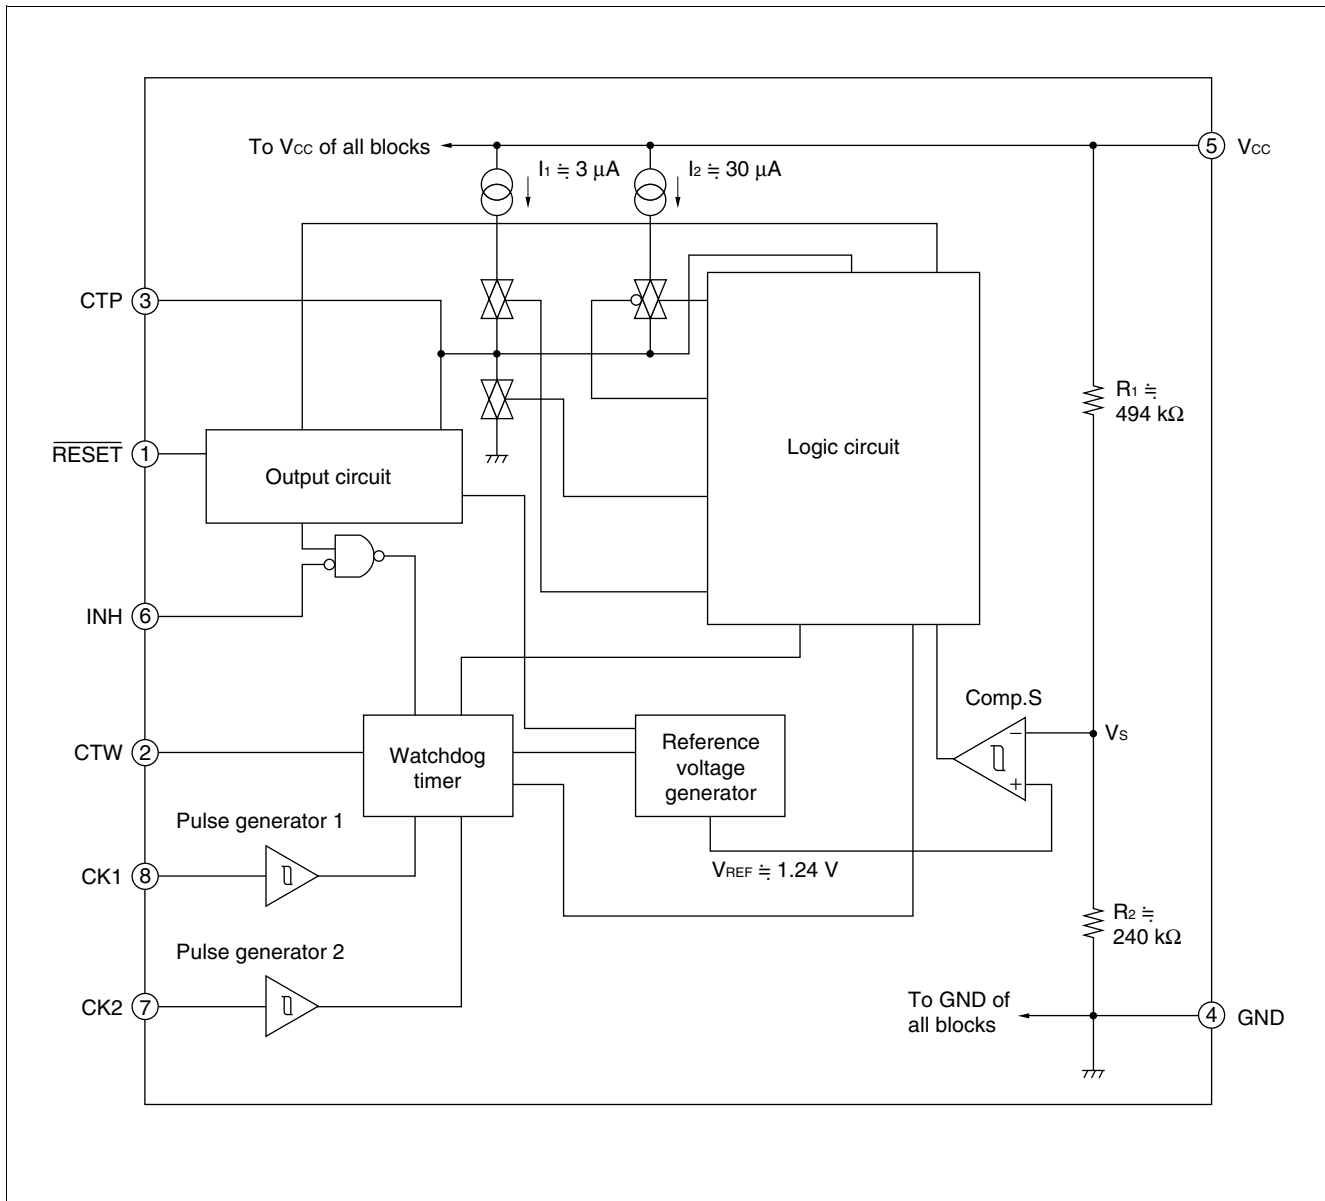 To VCC of all blocks
I1 ≒ 3 μA
I2 ≒ 30 μA
5
VCC
CTP
3
R1 ≒
494 kΩ
RESET
1
Output circuit
Logic circuit
INH
6
Comp.S
−
VS
+
CTW
2
Watchdog
timer
Reference
voltage
generator
Pulse generator 1
VREF ≒ 1.24 V
CK1
8
R2 ≒
240 kΩ
Pulse generator 2
CK2
7
To GND of
all blocks
4
GND